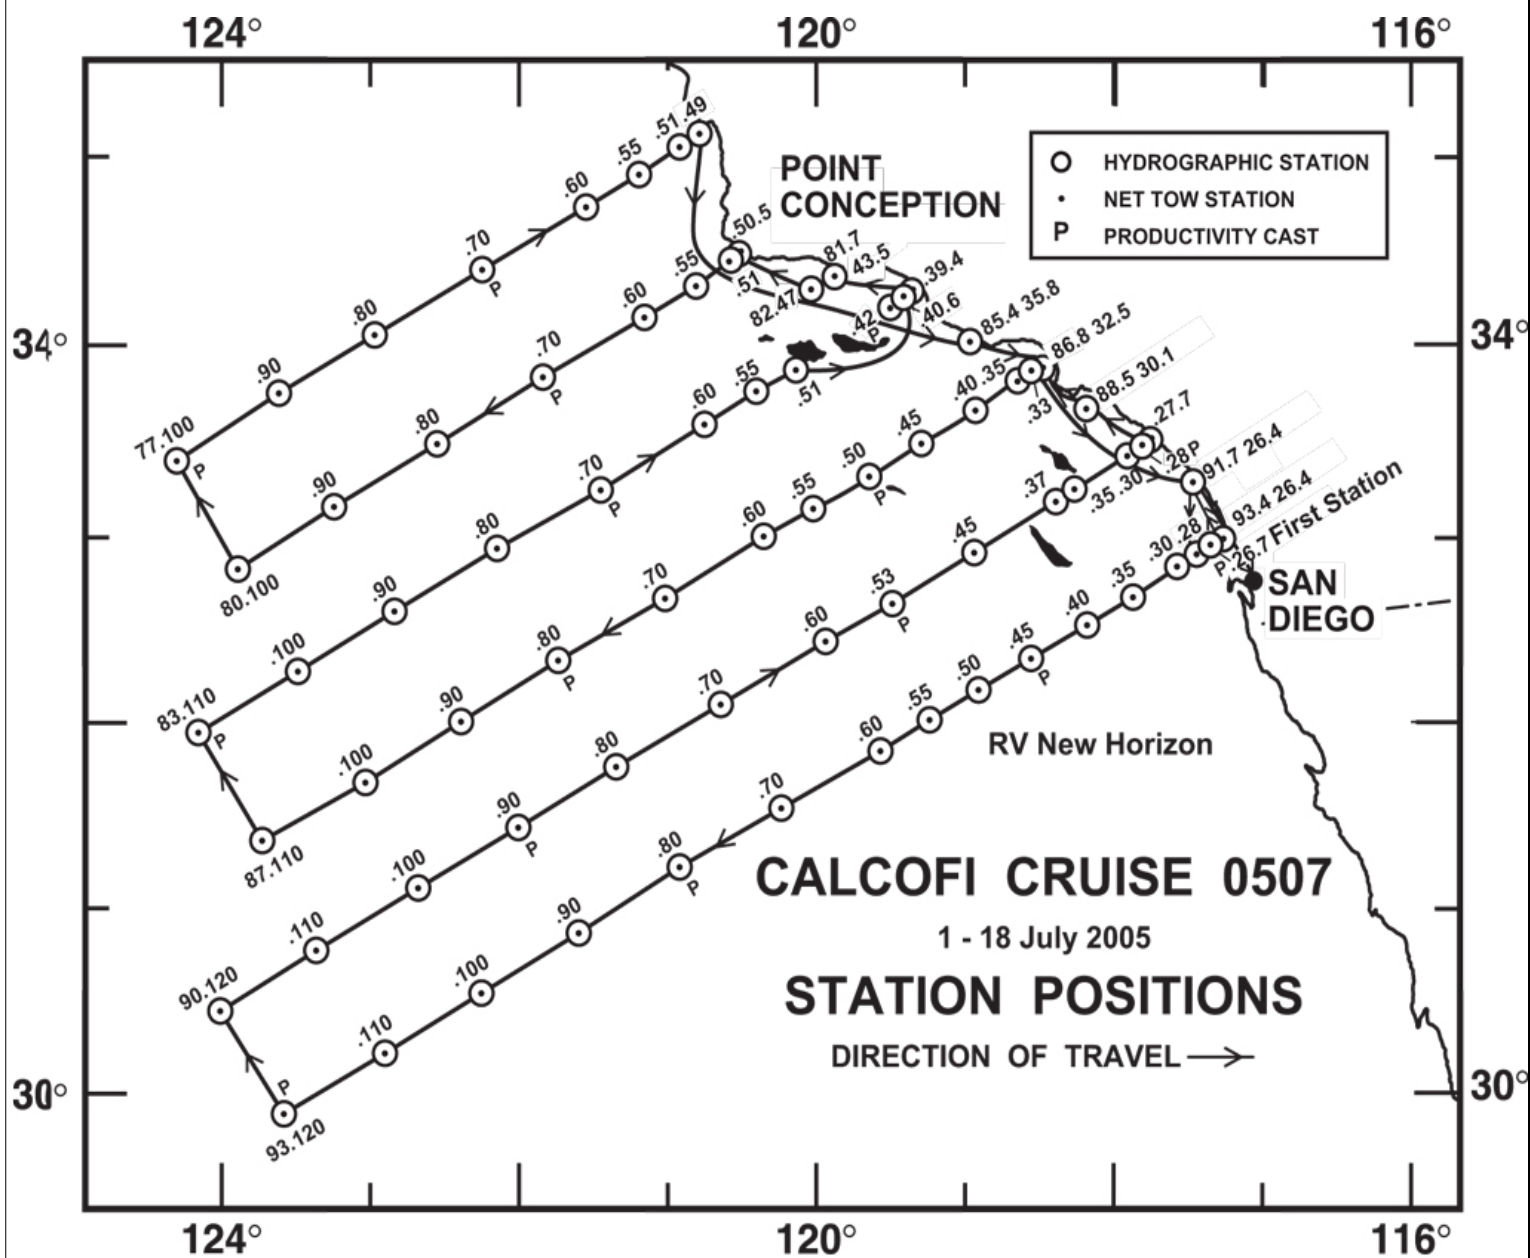 124° 120° 116°
.51 .49
.55
.60
.70
P
.80
.90
77.100
P
POINT
CONCEPTION
HYDROGRAPHIC STATION
NET TOW STATION
P PRODUCTIVITY CAST
34° 34°
.50.5
.51
.55
.60
.70
P
.80
.90
80.100
81.7 43.5
82.47
.39.4
40.6
.42
P
85.4 35.8
86.8 32.5
88.5 30.1
.27.7
.28P
91.7 26.4
93.4 26.4
First Station
P .26.7
SAN
DIEGO
.51
.55
.60
.70
P
.80
.90
.100
83.110
P
.33
.40 .35
.45
.50
P
.55
.60
.70
.80
P
.90
.100
87.110
.35 .30
.37
.45
.53
P
.60
.70
.80
.90
P
.100
.110
90.120
.30 .28
.35
.40
.45
P
.50
.55
.60
.70
.80
P
.90
.100
.110
P
93.120
RV New Horizon
CALCOFI CRUISE 0507
1 - 18 July 2005
STATION POSITIONS
DIRECTION OF TRAVEL
30° 30°
124° 120° 116°